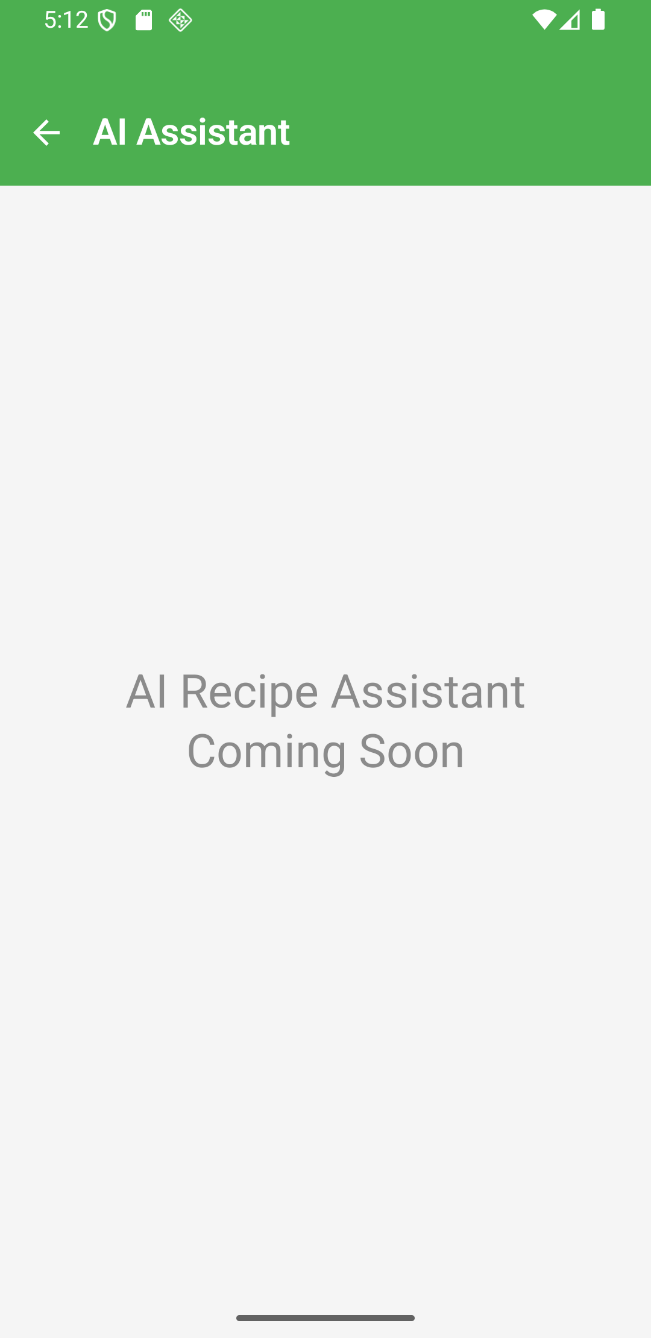 5:12
AI Assistant
AI Recipe Assistant
Coming Soon